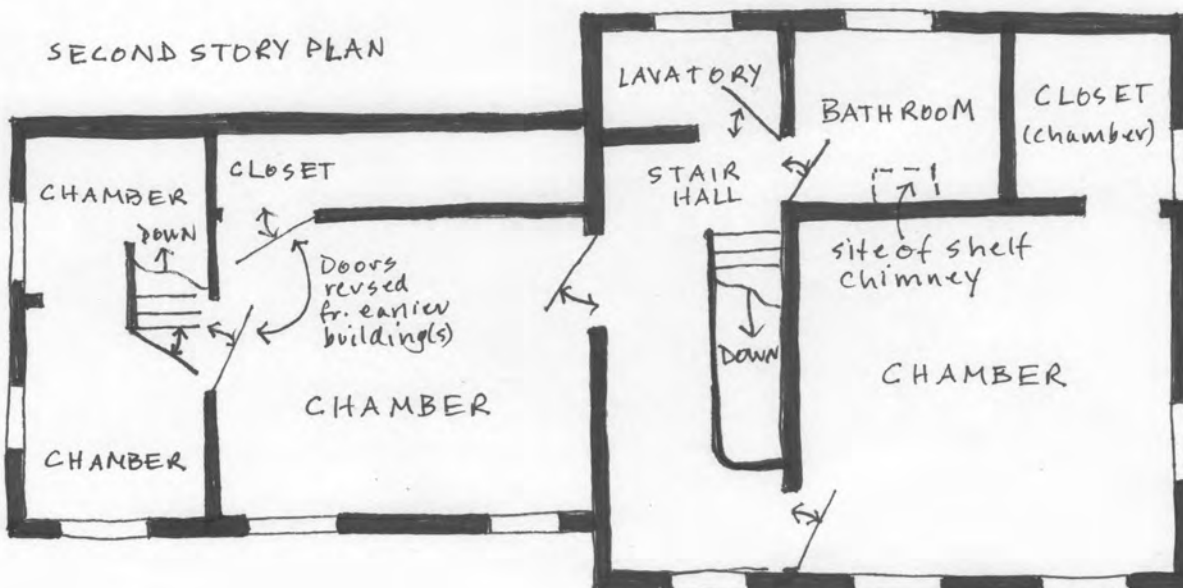 SECOND STORY PLAN
LAVATORY
BATHROOM
CLOSET
(chamber)
CLOSET
CHAMBER
DOWN
STAIR
HALL
site of shelf
chimney
Doors
reused
fr. earlier
building(s)
DOWN
CHAMBER
CHAMBER
CHAMBER